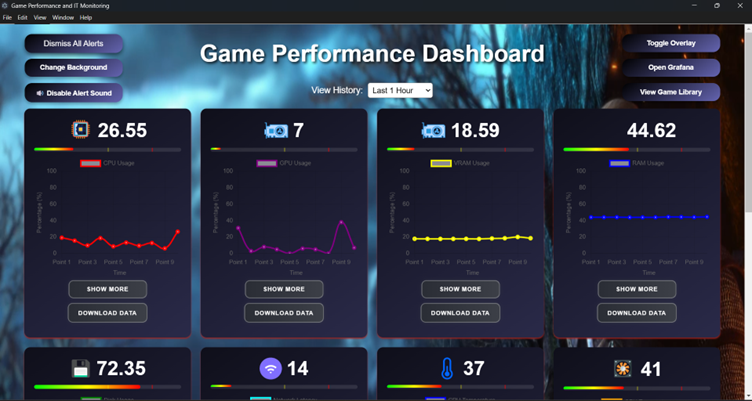 Game Performance and IT Monitoring
File Edit View Window Help
Dismiss All Alerts
Change Background
Disable Alert Sound
Game Performance Dashboard
View History: Last 1 Hour
Toggle Overlay
Open Grafana
View Game Library
26.55
CPU Usage
100
80
60
40
20
0
Percentage (%)
Point 1 Point 3 Point 5 Point 7 Point 9
Time
SHOW MORE
DOWNLOAD DATA
7
GPU Usage
100
80
60
40
20
0
Percentage (%)
Point 1 Point 3 Point 5 Point 7 Point 9
Time
SHOW MORE
DOWNLOAD DATA
18.59
VRAM Usage
100
80
60
40
20
0
Percentage (%)
Point 1 Point 3 Point 5 Point 7 Point 9
Time
SHOW MORE
DOWNLOAD DATA
44.62
RAM Usage
100
80
60
40
20
0
Percentage (%)
Point 1 Point 3 Point 5 Point 7 Point 9
Time
SHOW MORE
DOWNLOAD DATA
72.35
14
37
41